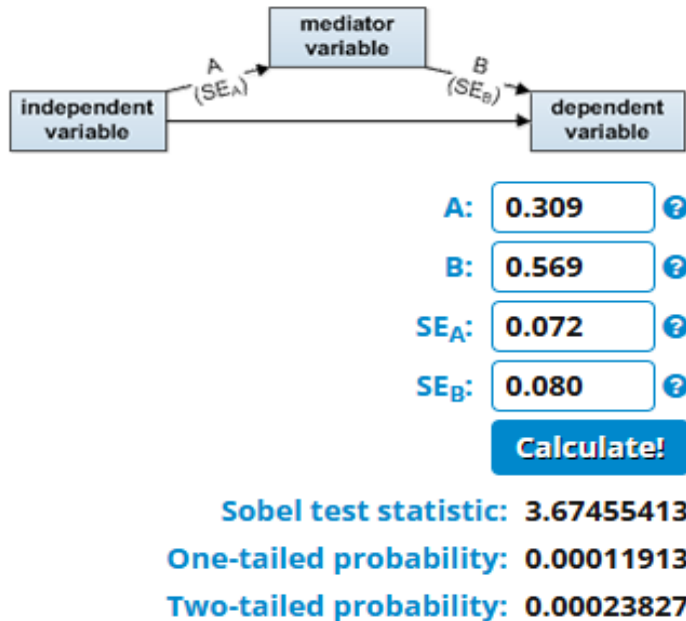 mediator
variable
A
(SEA)
B
(SEB)
independent
variable
dependent
variable
A: 0.309 ?
B: 0.569 ?
SEA: 0.072 ?
SEB: 0.080 ?
Calculate!
Sobel test statistic: 3.67455413
One-tailed probability: 0.00011913
Two-tailed probability: 0.00023827